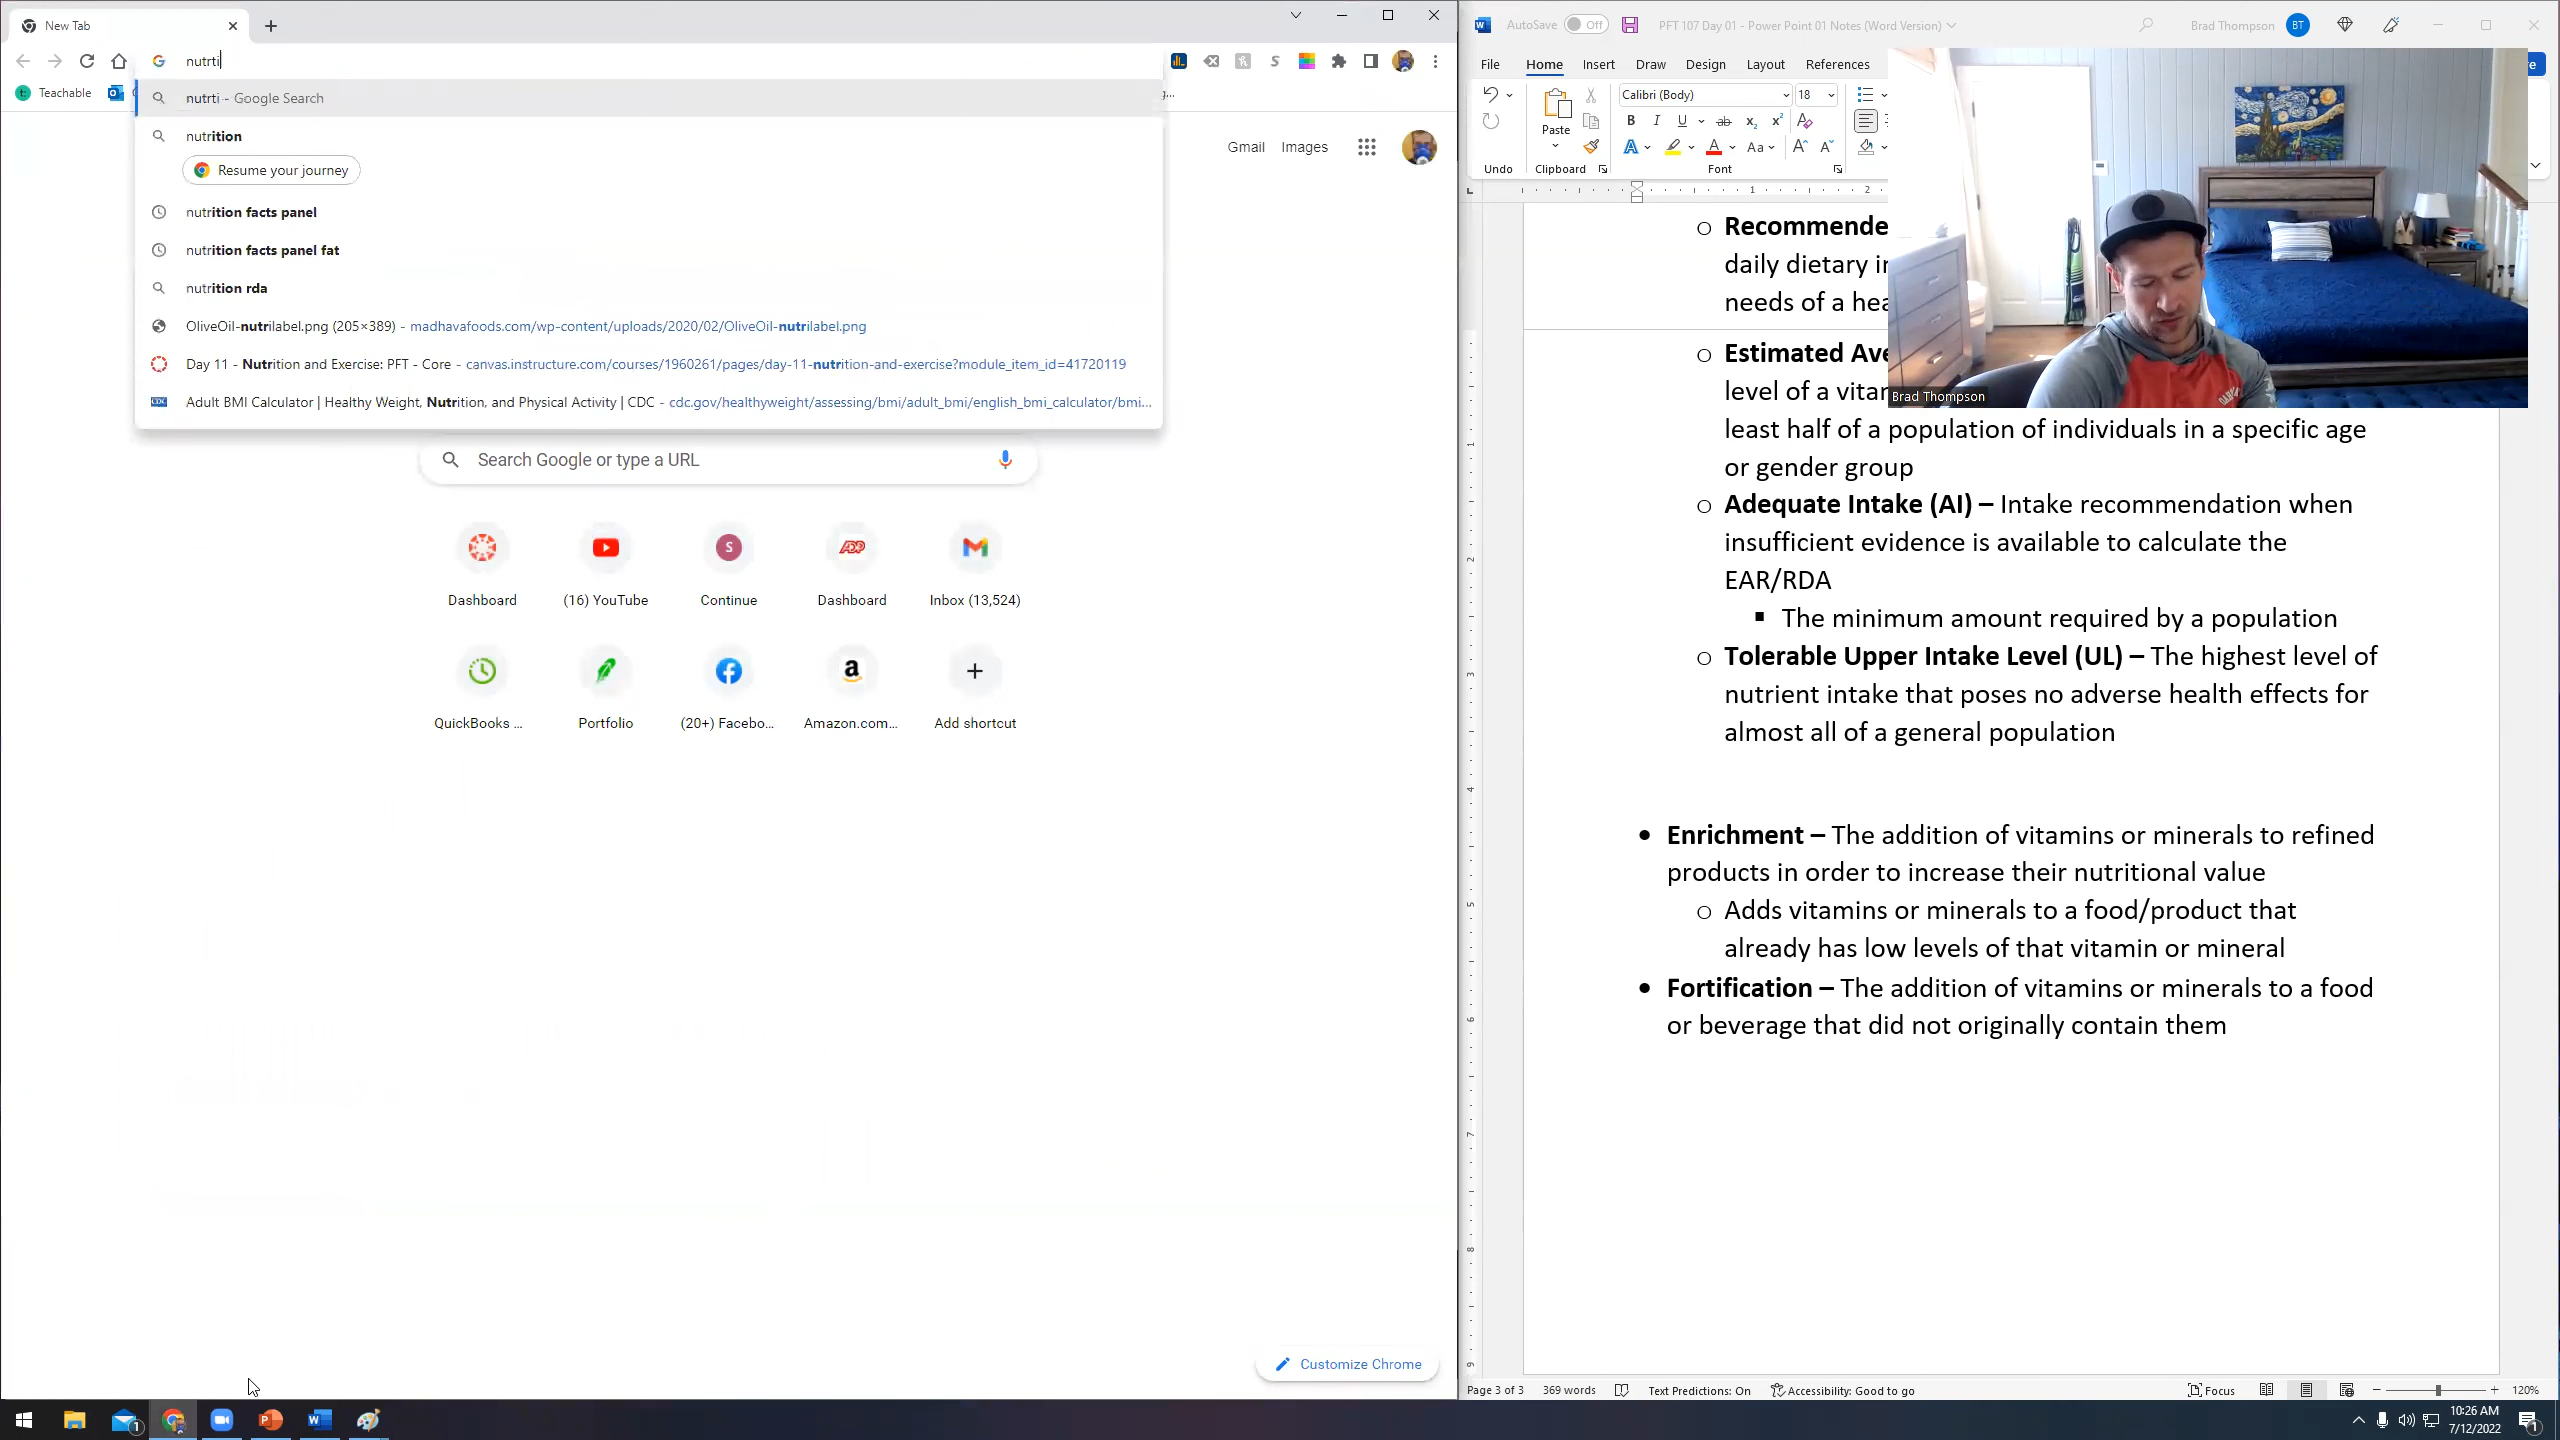 New Tab
nutrti
Teachable
nutrti - Google Search
nutrition
Resume your journey
nutrition facts panel
nutrition facts panel fat
nutrition rda
OliveOil-nutrilabel.png (205×389) - madhavafoods.com/wp-content/uploads/2020/02/OliveOil-nutrilabel.png
Day 11 - Nutrition and Exercise: PFT - Core - canvas.instructure.com/courses/1960261/pages/day-11-nutrition-and-exercise?module_item_id=41720119
Adult BMI Calculator | Healthy Weight, Nutrition, and Physical Activity | CDC - cdc.gov/healthyweight/assessing/bmi/adult_bmi/english_bmi_calculator/bmi...
Gmail Images
Search Google or type a URL
Dashboard (16) YouTube Continue Dashboard Inbox (13,524)
QuickBooks ... Portfolio (20+) Facebo... Amazon.com... Add shortcut
Customize Chrome
AutoSave Off PFT 107 Day 01 - Power Point 01 Notes (Word Version) Brad Thompson BT
File Home Insert Draw Design Layout References
Paste Calibri (Body) 18
Undo Clipboard Font
Recommende
daily dietary in
needs of a hea
Estimated Ave
level of a vitam
least half of a population of individuals in a specific age
or gender group
Adequate Intake (AI) – Intake recommendation when
insufficient evidence is available to calculate the
EAR/RDA
The minimum amount required by a population
Tolerable Upper Intake Level (UL) – The highest level of
nutrient intake that poses no adverse health effects for
almost all of a general population
Enrichment – The addition of vitamins or minerals to refined
products in order to increase their nutritional value
Adds vitamins or minerals to a food/product that
already has low levels of that vitamin or mineral
Fortification – The addition of vitamins or minerals to a food
or beverage that did not originally contain them
Brad Thompson
Page 3 of 3 369 words Text Predictions: On Accessibility: Good to go Focus 120%
10:26 AM
7/12/2022